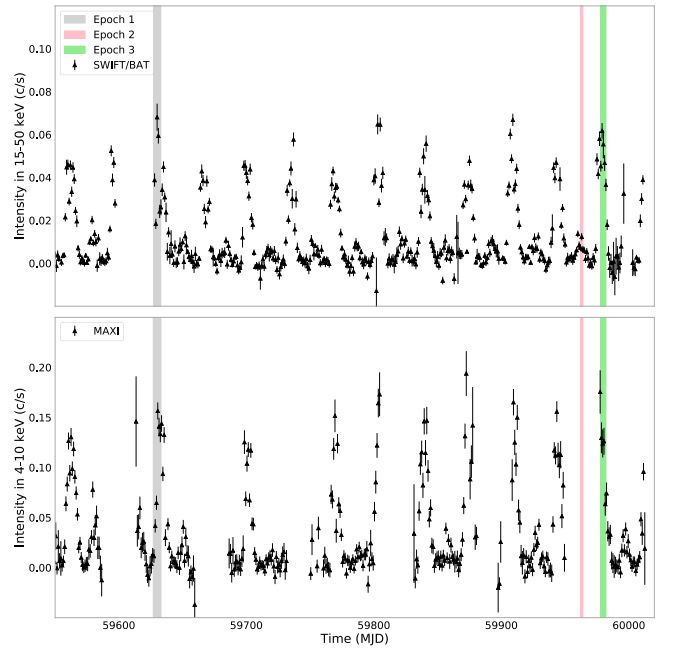 Epoch 1
Epoch 2
Epoch 3
SWIFT/BAT
Intensity in 15-50 keV (c/s)
0.10
0.08
0.06
0.04
0.02
0.00
MAXI
Intensity in 4-10 keV (c/s)
0.20
0.15
0.10
0.05
0.00
59600
59700
59800
59900
60000
Time (MJD)